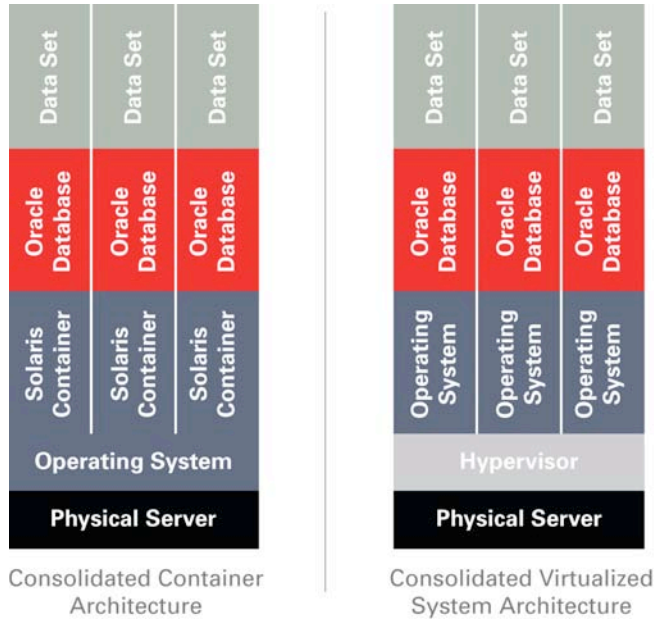 Data Set
Data Set
Data Set
Oracle
Database
Oracle
Database
Oracle
Database
Solaris
Container
Solaris
Container
Solaris
Container
Operating System
Physical Server
Consolidated Container
Architecture
Data Set
Data Set
Data Set
Oracle
Database
Oracle
Database
Oracle
Database
Operating
System
Operating
System
Operating
System
Hypervisor
Physical Server
Consolidated Virtualized
System Architecture